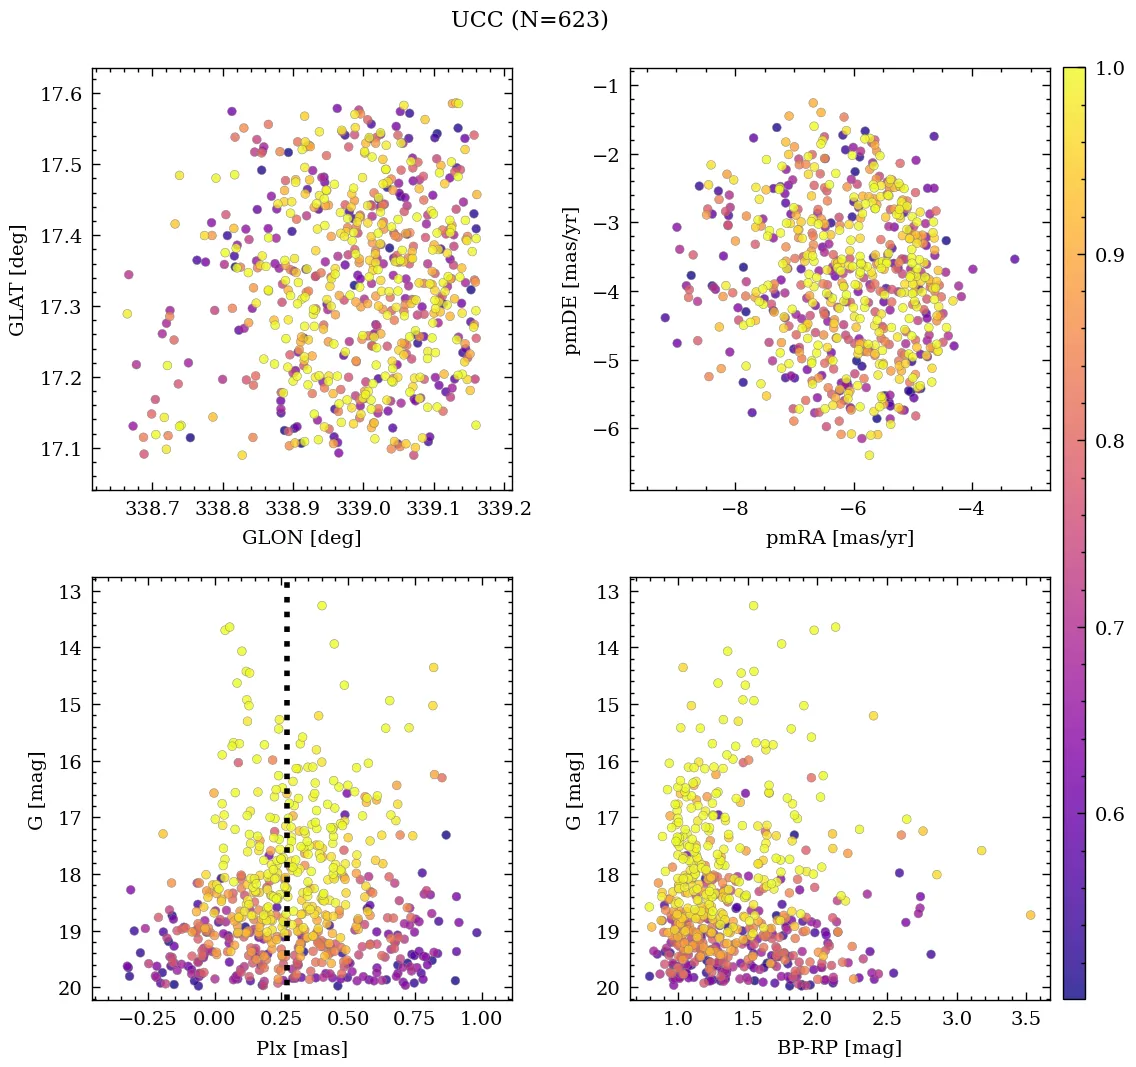 UCC (N=623)
17.6
17.5
17.4
17.3
17.2
17.1
GLAT [deg]
338.7 338.8 338.9 339.0 339.1 339.2
GLON [deg]
−1
−2
−3
−4
−5
−6
pmDE [mas/yr]
−8 −6 −4
pmRA [mas/yr]
1.0
0.9
0.8
0.7
0.6
13
14
15
16
17
18
19
20
G [mag]
−0.25 0.00 0.25 0.50 0.75 1.00
Plx [mas]
13
14
15
16
17
18
19
20
G [mag]
1.0 1.5 2.0 2.5 3.0 3.5
BP-RP [mag]